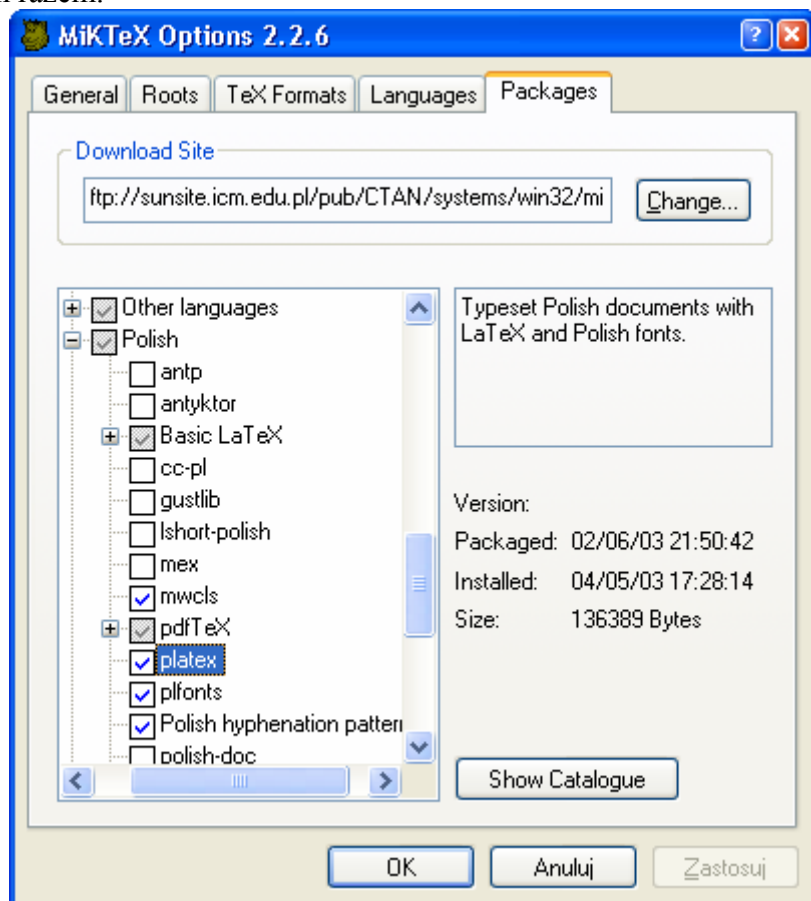 razem.
MiKTeX Options 2.2.6
General Roots TeX Formats Languages Packages
Download Site
ftp://sunsite.icm.edu.pl/pub/CTAN/systems/win32/mi Change...
Other languages
Polish
antp
antyktor
Basic LaTeX
cc-pl
gustlib
lshort-polish
mex
mwcls
pdfTeX
platex
plfonts
Polish hyphenation pattern
polish-doc
Typeset Polish documents with
LaTeX and Polish fonts.
Version:
Packaged: 02/06/03 21:50:42
Installed: 04/05/03 17:28:14
Size: 136389 Bytes
Show Catalogue
OK Anuluj Zastosuj